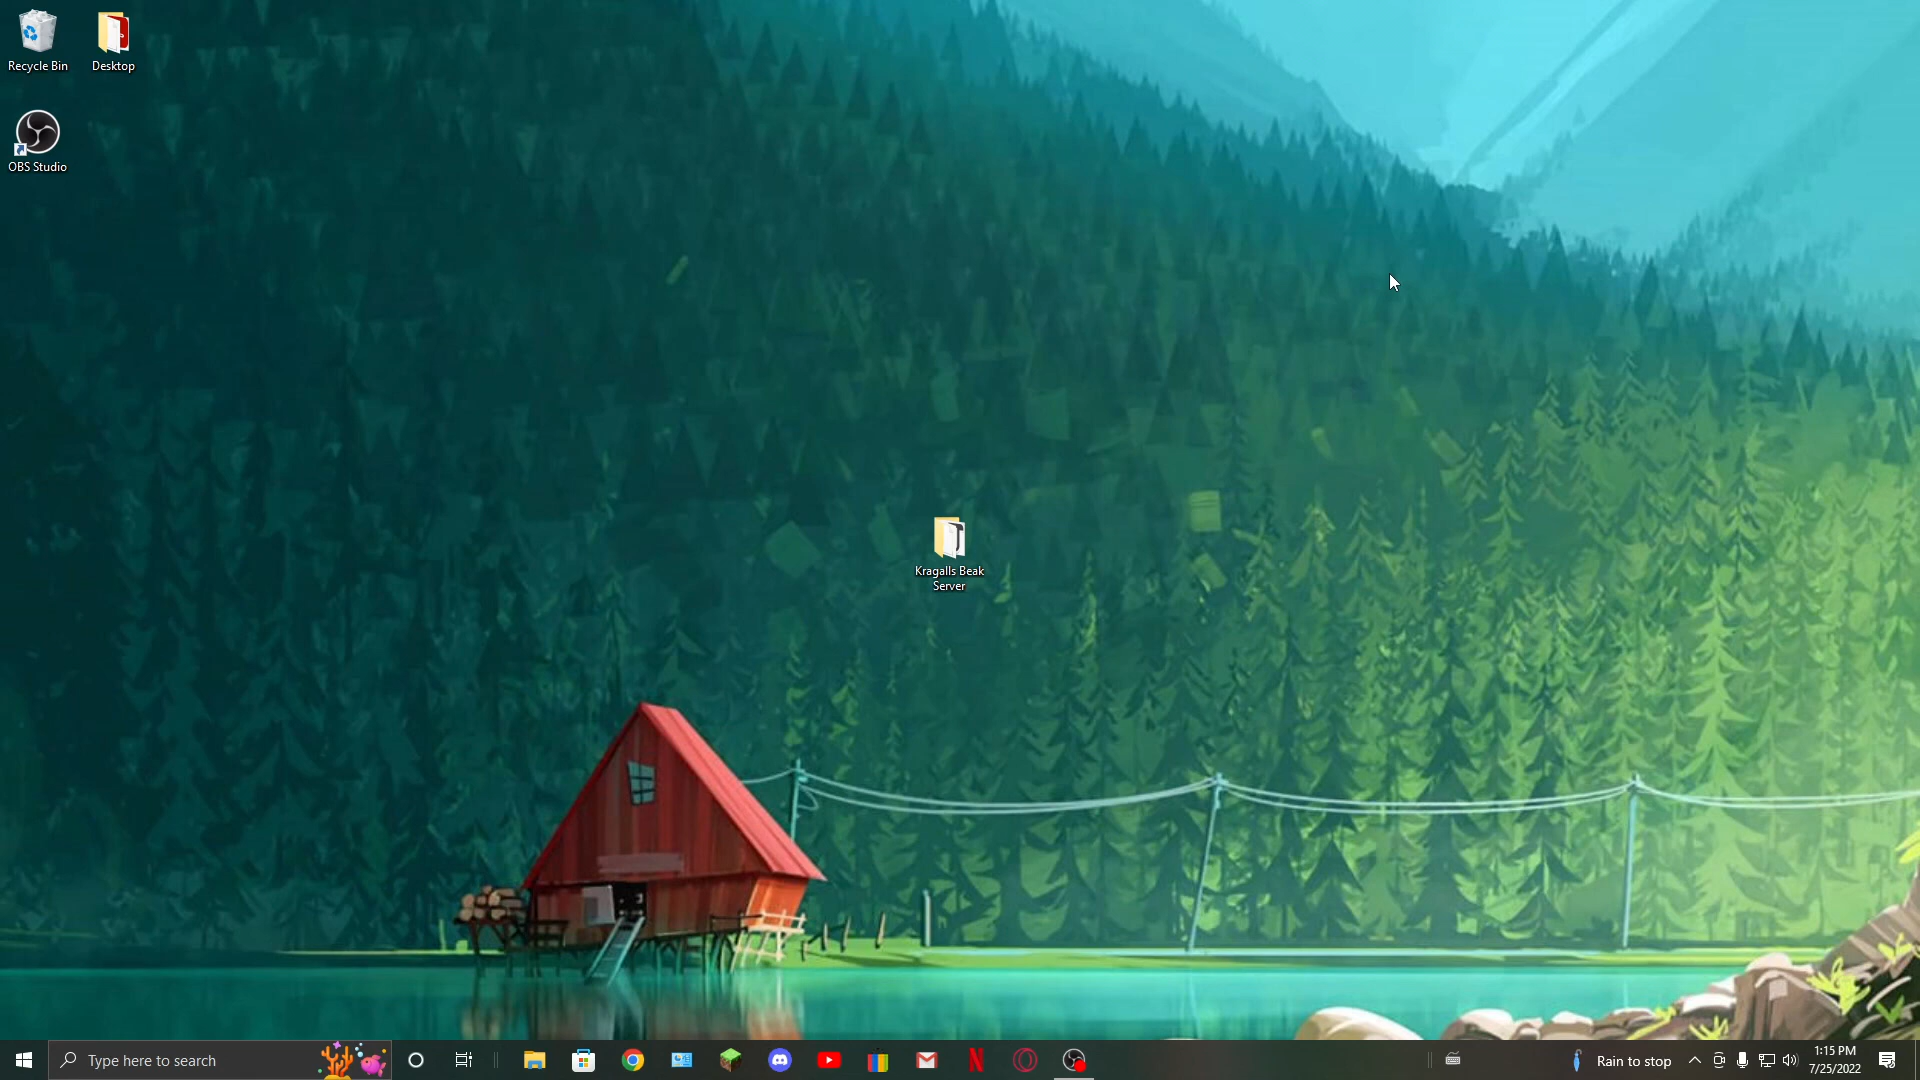 Recycle Bin
Desktop
OBS Studio
Kragalls Beak
Server
Type here to search
Rain to stop
1:15 PM
7/25/2022